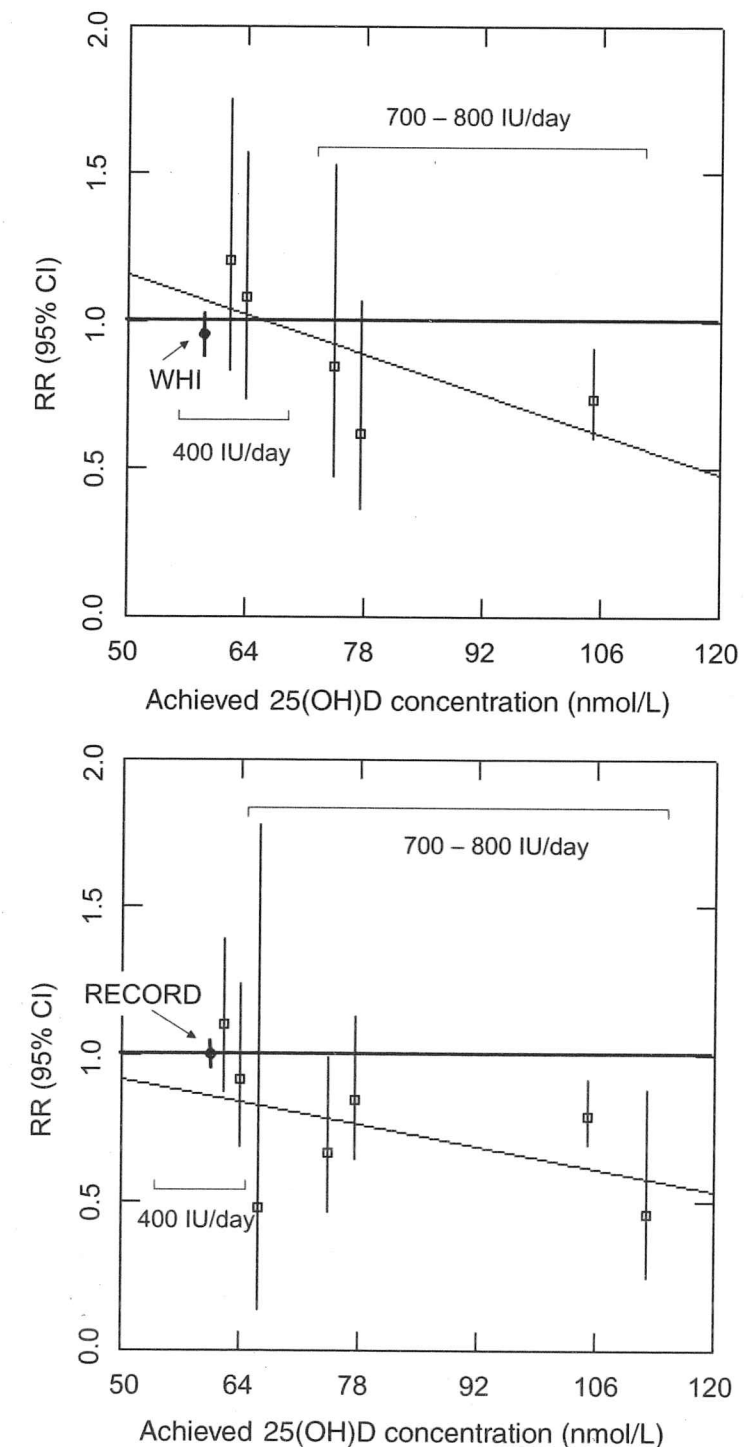 2.0
700 – 800 IU/day
1.5
RR (95% CI)
1.0
WHI
400 IU/day
0.5
0.0
50 64 78 92 106 120
Achieved 25(OH)D concentration (nmol/L)
2.0
700 – 800 IU/day
1.5
RECORD
RR (95% CI)
1.0
0.5
400 IU/day
0.0
50 64 78 92 106 120
Achieved 25(OH)D concentration (nmol/L)